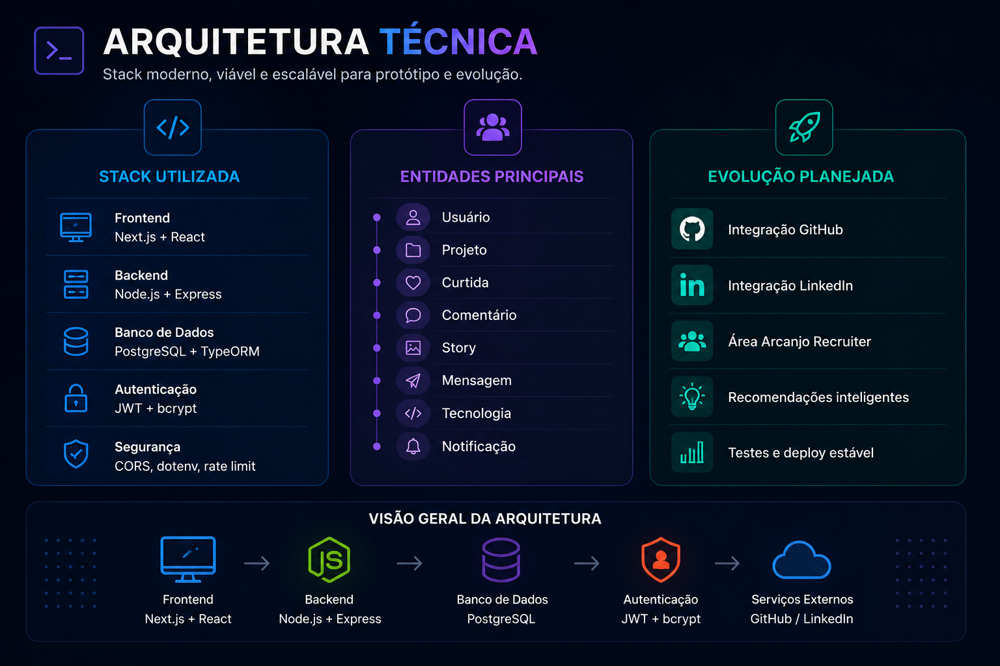 >_
ARQUITETURA TÉCNICA
Stack moderno, viável e escalável para protótipo e evolução.
</>
STACK UTILIZADA
Frontend
Next.js + React
Backend
Node.js + Express
Banco de Dados
PostgreSQL + TypeORM
Autenticação
JWT + bcrypt
Segurança
CORS, dotenv, rate limit
ENTIDADES PRINCIPAIS
Usuário
Projeto
Curtida
Comentário
Story
Mensagem
</>
Tecnologia
Notificação
EVOLUÇÃO PLANEJADA
Integração GitHub
in
Integração LinkedIn
Área Arcanjo Recruiter
Recomendações inteligentes
Testes e deploy estável
VISÃO GERAL DA ARQUITETURA
Frontend
Next.js + React
JS
Backend
Node.js + Express
Banco de Dados
PostgreSQL
Autenticação
JWT + bcrypt
Serviços Externos
GitHub / LinkedIn